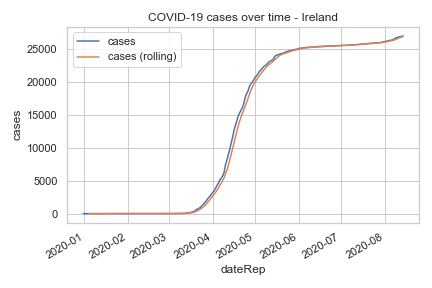 COVID-19 cases over time - Ireland
cases
cases (rolling)
25000
20000
15000
10000
5000
0
cases
2020-01
2020-02
2020-03
2020-04
2020-05
2020-06
2020-07
2020-08
dateRep